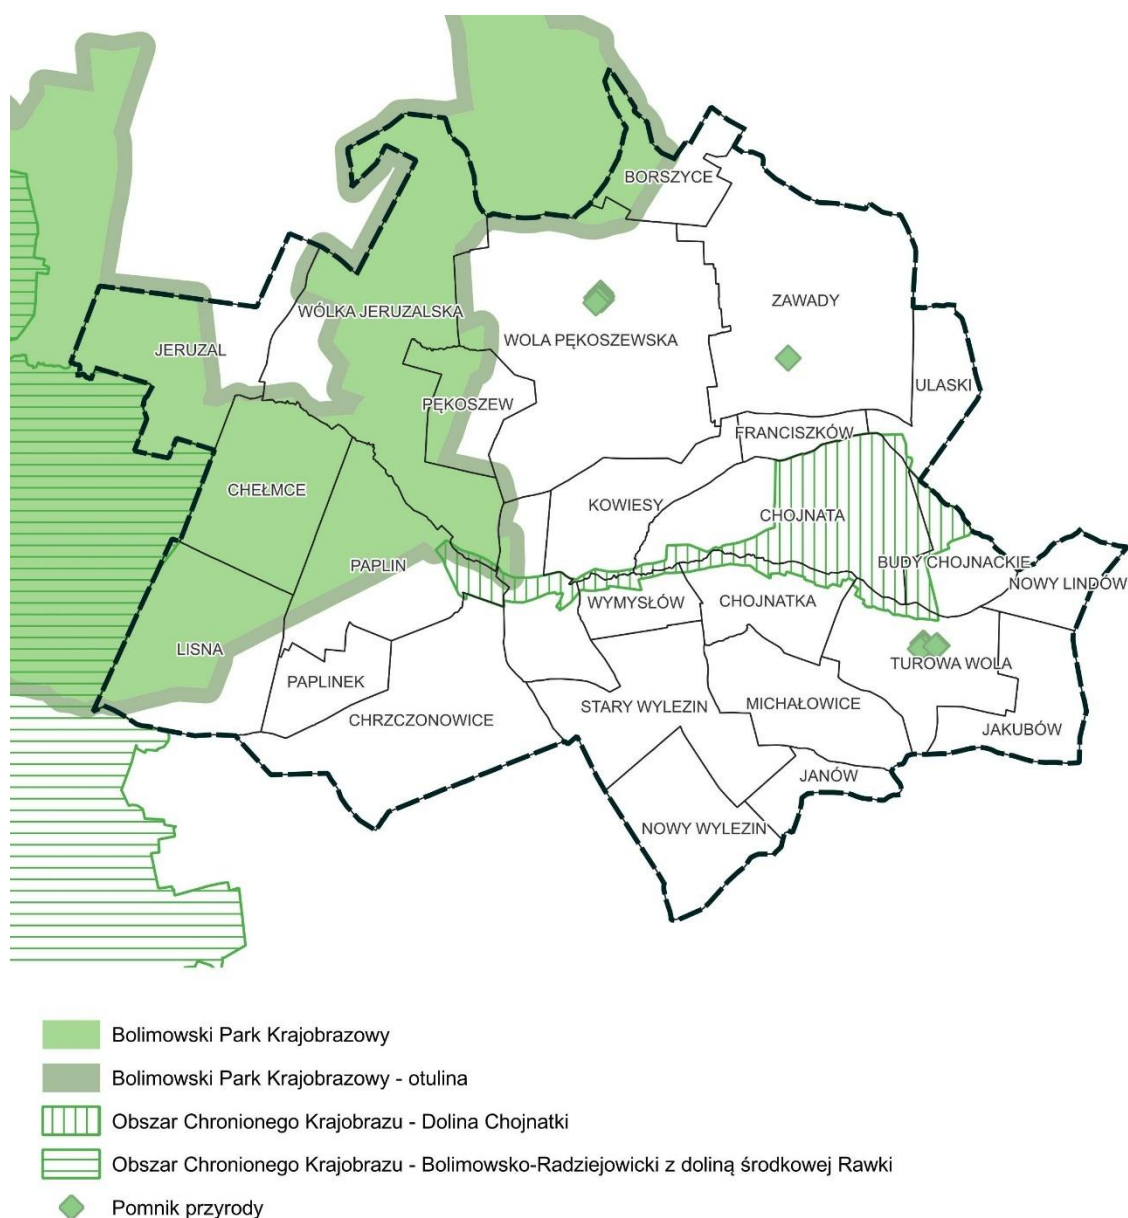 BORSZYCE
ZAWADY
WÓLKA JERUZALSKA
WOLA PĘKOSZEWSKA
JERUZAL
ULASKI
PĘKOSZEW
FRANCISZKÓW
CHEŁMCE
KOWIESY
CHOJNATA
PAPLIN
BUDY CHOJNACKIE
NOWY LINDÓW
WYMYSŁÓW
CHOJNATKA
LISNA
TUROWA WOLA
PAPLINEK
CHRZCZONOWICE
STARY WYLEZIN
MICHAŁOWICE
JAKUBÓW
JANÓW
NOWY WYLEZIN
Bolimowski Park Krajobrazowy
Bolimowski Park Krajobrazowy - otulina
Obszar Chronionego Krajobrazu - Dolina Chojnatki
Obszar Chronionego Krajobrazu - Bolimowsko-Radziejowicki z doliną środkowej Rawki
Pomnik przyrody